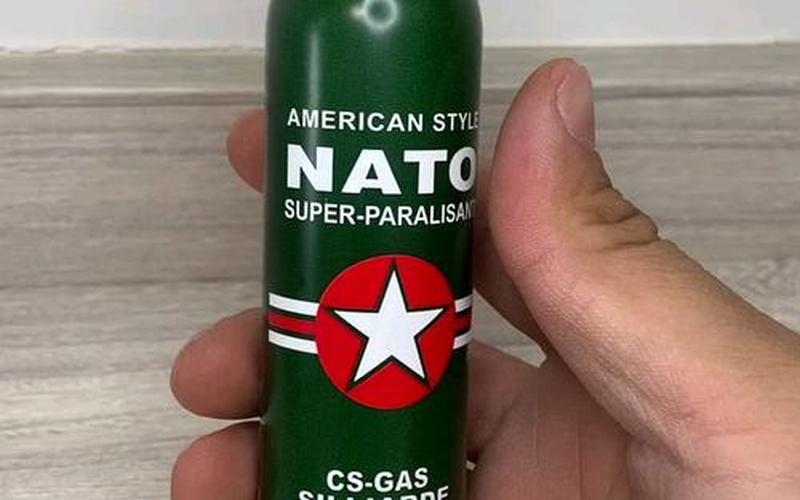 AMERICAN STYLE
NATO
SUPER-PARALISANT
CS-GAS